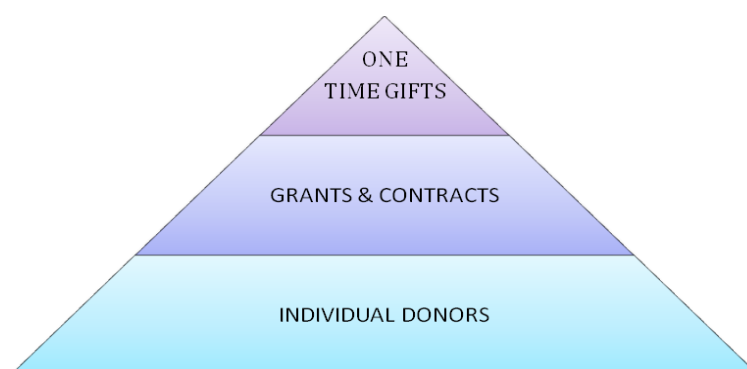 ONE
TIME GIFTS
GRANTS & CONTRACTS
INDIVIDUAL DONORS